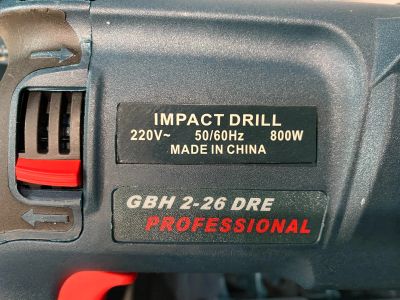 IMPACT DRILL
220V~ 50/60Hz 800W
MADE IN CHINA
GBH 2-26 DRE
PROFESSIONAL